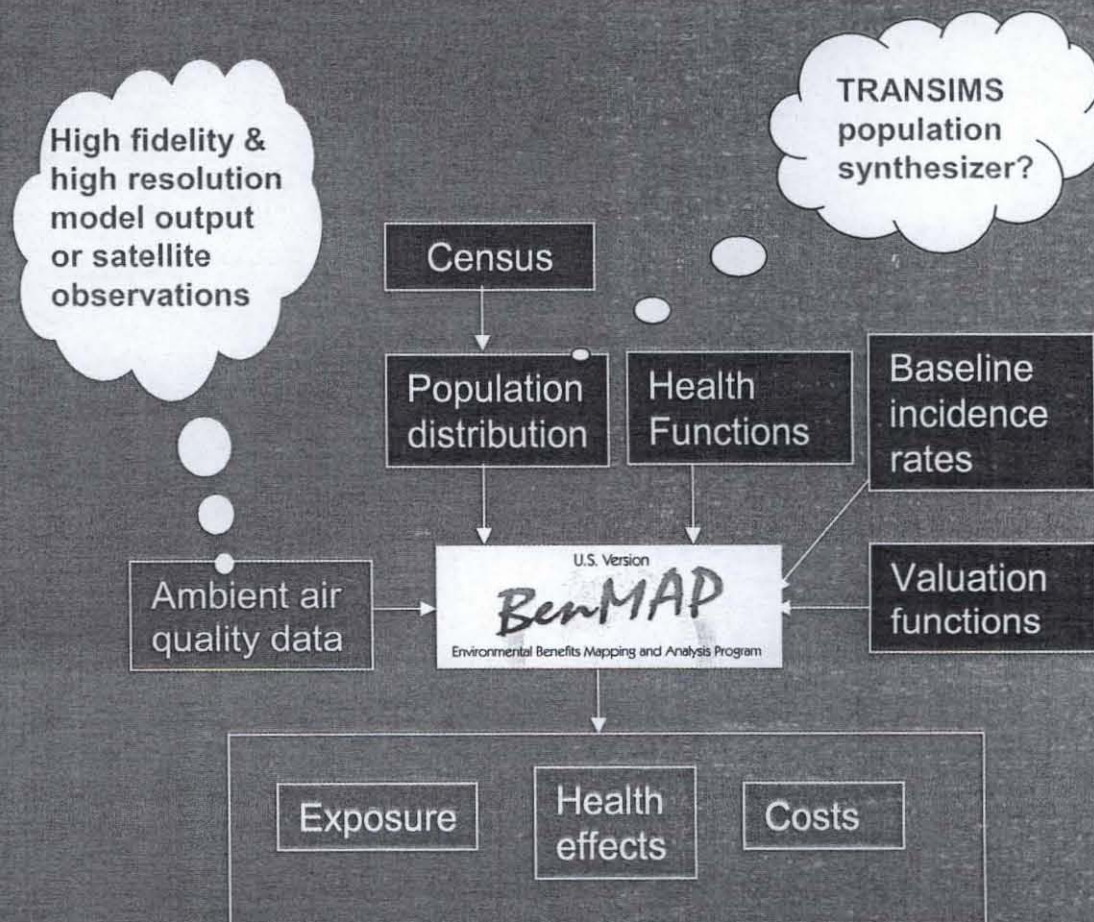 High fidelity &
high resolution
model output
or satellite
observations
TRANSIMS
population
synthesizer?
Census
Population
distribution
Health
Functions
Baseline
incidence
rates
Ambient air
quality data
U.S. Version
BenMAP
Environmental Benefits Mapping and Analysis Program
Valuation
functions
Exposure
Health
effects
Costs